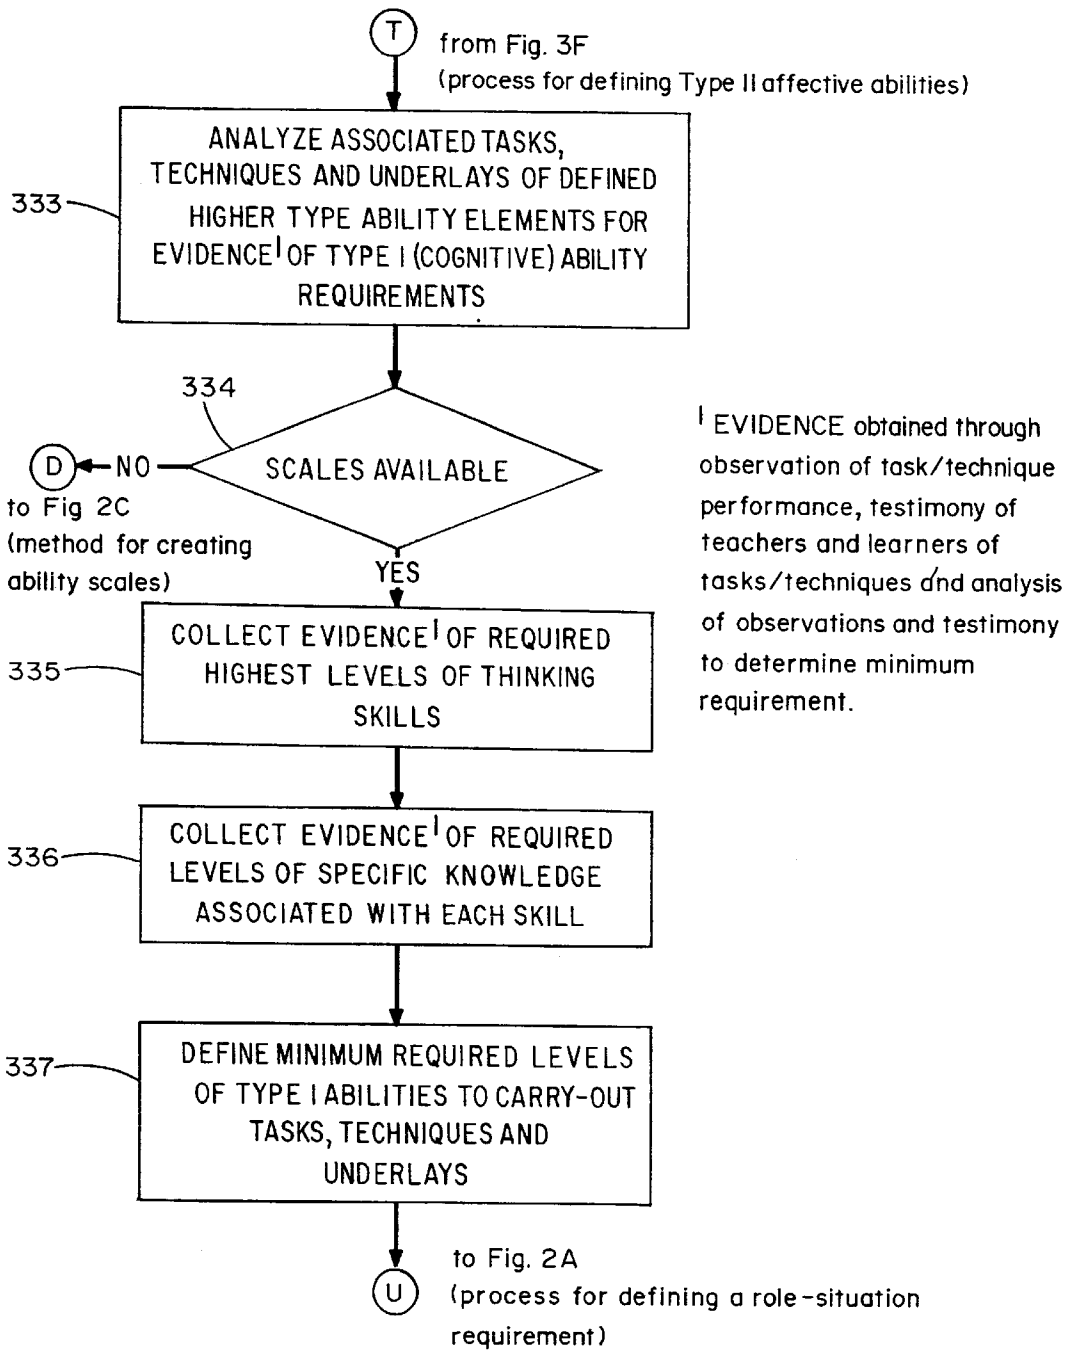 T
from Fig. 3F
(process for defining Type II affective abilities)
333
ANALYZE ASSOCIATED TASKS,
TECHNIQUES AND UNDERLAYS OF DEFINED
HIGHER TYPE ABILITY ELEMENTS FOR
EVIDENCE¹ OF TYPE I (COGNITIVE) ABILITY
REQUIREMENTS
334
SCALES AVAILABLE
D
NO
to Fig 2C
(method for creating
ability scales)
YES
¹ EVIDENCE obtained through
observation of task/technique
performance, testimony of
teachers and learners of
tasks/techniques and analysis
of observations and testimony
to determine minimum
requirement.
335
COLLECT EVIDENCE¹ OF REQUIRED
HIGHEST LEVELS OF THINKING
SKILLS
336
COLLECT EVIDENCE¹ OF REQUIRED
LEVELS OF SPECIFIC KNOWLEDGE
ASSOCIATED WITH EACH SKILL
337
DEFINE MINIMUM REQUIRED LEVELS
OF TYPE I ABILITIES TO CARRY-OUT
TASKS, TECHNIQUES AND
UNDERLAYS
U
to Fig. 2A
(process for defining a role-situation
requirement)